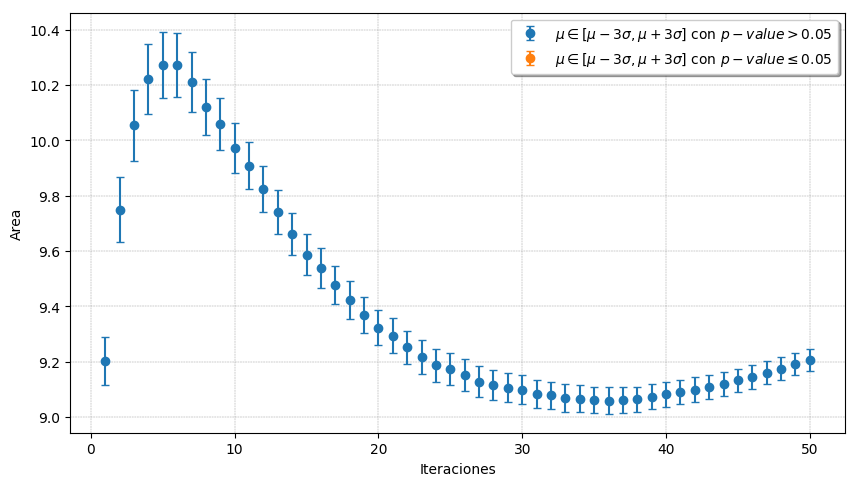 10.4
10.2
10.0
9.8
9.6
9.4
9.2
9.0
Area
μ ∈ [μ − 3σ, μ + 3σ] con p − value > 0.05
μ ∈ [μ − 3σ, μ + 3σ] con p − value ≤ 0.05
0 10 20 30 40 50
Iteraciones